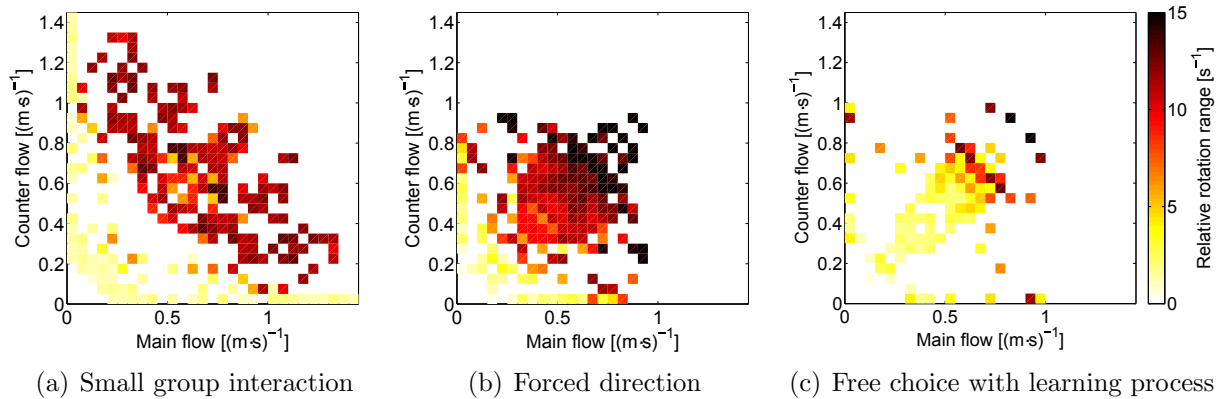 1.4
1.2
1
0.8
0.6
0.4
0.2
0
Counter flow [(m·s)⁻¹]
0 0.5 1
Main flow [(m·s)⁻¹]
(a) Small group interaction
1.4
1.2
1
0.8
0.6
0.4
0.2
0
Counter flow [(m·s)⁻¹]
0 0.5 1
Main flow [(m·s)⁻¹]
(b) Forced direction
1.4
1.2
1
0.8
0.6
0.4
0.2
0
Counter flow [(m·s)⁻¹]
0 0.5 1
Main flow [(m·s)⁻¹]
(c) Free choice with learning process
15
10
5
0
Relative rotation range [s⁻¹]